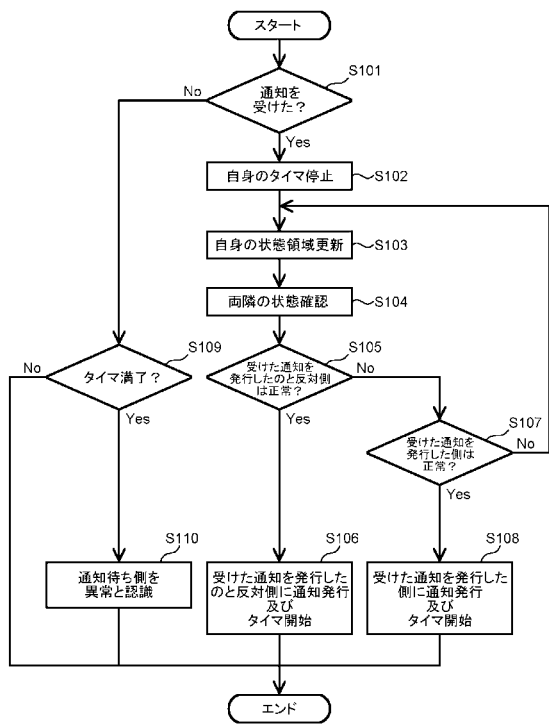 スタート
S101
通知を
受けた？
No
Yes
自身のタイマ停止
S102
自身の状態領域更新
S103
両隣の状態確認
S104
S109
タイマ満了？
No
Yes
S105
受けた通知を
発行したのと反対側
は正常？
No
Yes
S107
受けた通知を
発行した側は
正常？
No
Yes
S110
通知待ち側を
異常と認識
S106
受けた通知を発行した
のと反対側に通知発行
及び
タイマ開始
S108
受けた通知を発行した
側に通知発行
及び
タイマ開始
エンド